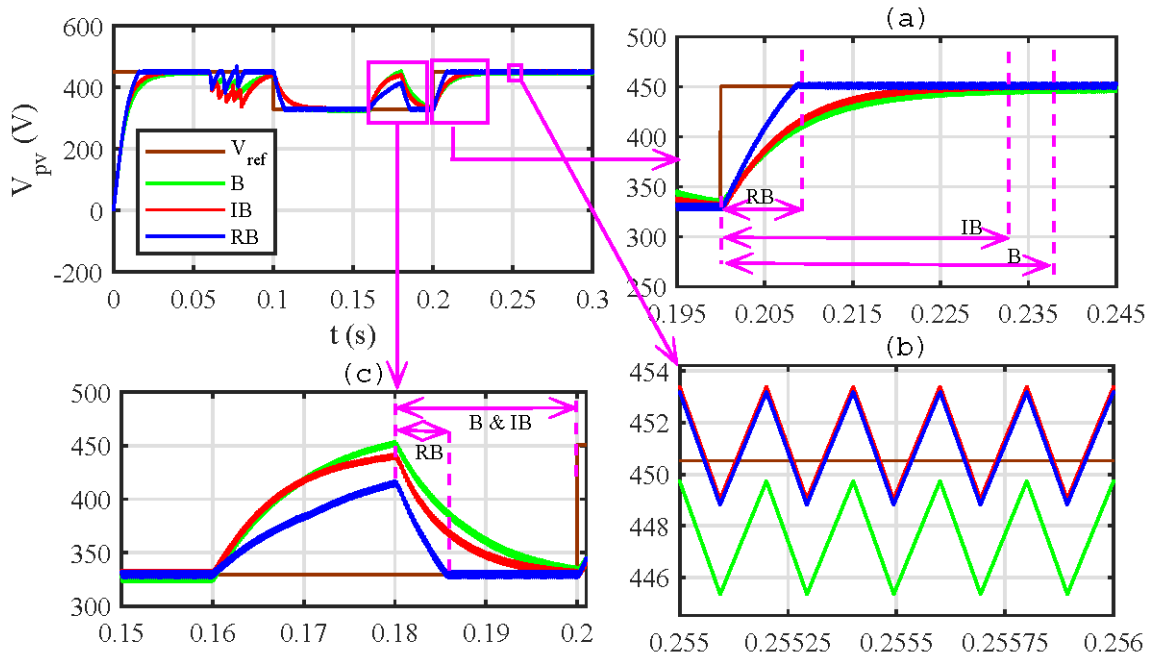 600
400
200
0
-200
V_pv (V)
V_ref
B
IB
RB
0 0.05 0.1 0.15 0.2 0.25 0.3
t (s)
(a)
500
450
400
350
300
250
RB
IB
B
0.195 0.205 0.215 0.225 0.235 0.245
(c)
500
450
400
350
300
B & IB
RB
0.15 0.16 0.17 0.18 0.19 0.2
(b)
454
452
450
448
446
0.255 0.25525 0.2555 0.25575 0.256